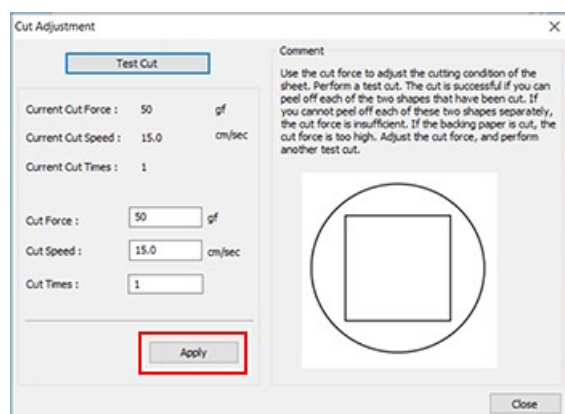 Cut Adjustment
Test Cut
Current Cut Force : 50 gf
Current Cut Speed : 15.0 cm/sec
Current Cut Times : 1
Cut Force : 50 gf
Cut Speed : 15.0 cm/sec
Cut Times : 1
Apply
Comment
Use the cut force to adjust the cutting condition of the
sheet. Perform a test cut. The cut is successful if you can
peel off each of the two shapes that have been cut. If
you cannot peel off each of these two shapes separately,
the cut force is insufficient. If the backing paper is cut, the
cut force is too high. Adjust the cut force, and perform
another test cut.
Close